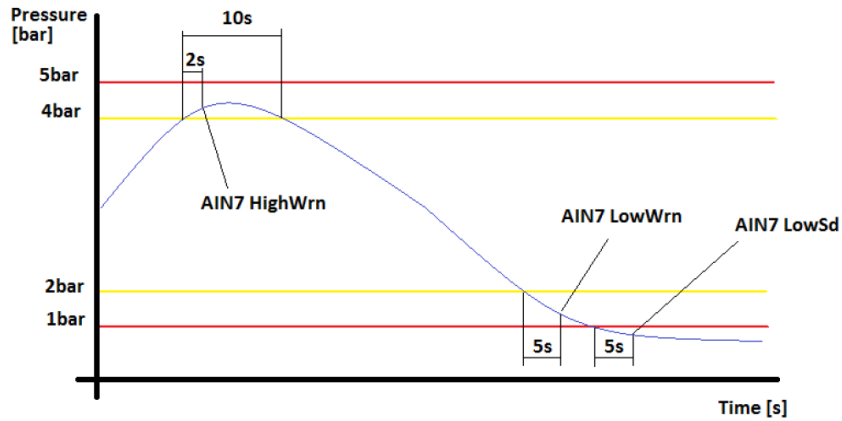 Pressure
[bar]
10s
2s
5bar
4bar
AIN7 HighWrn
AIN7 LowWrn
AIN7 LowSd
2bar
1bar
5s
5s
Time [s]